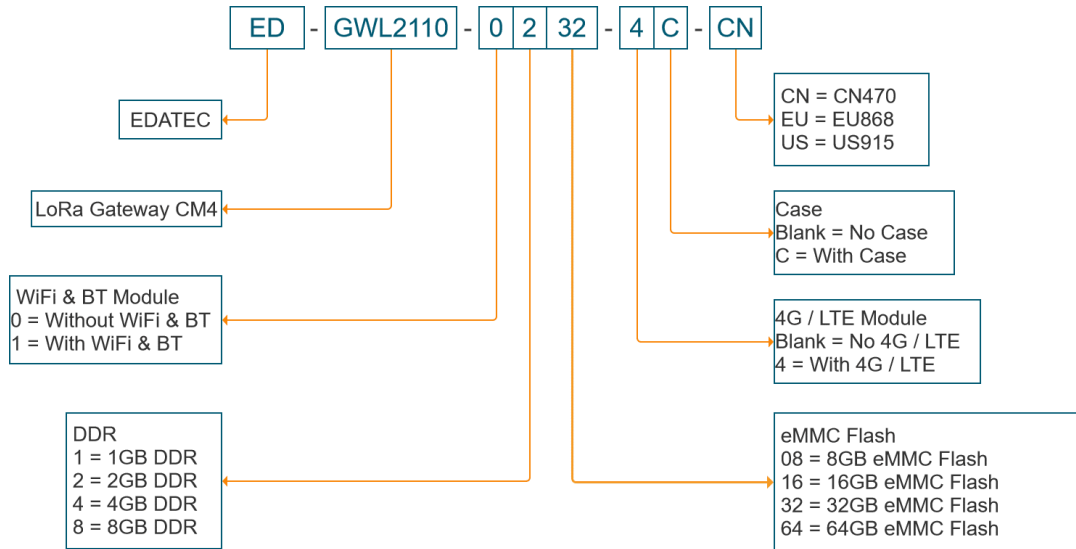 ED - GWL2110 - 0 2 32 - 4 C - CN
EDATEC
LoRa Gateway CM4
WiFi & BT Module
0 = Without WiFi & BT
1 = With WiFi & BT
DDR
1 = 1GB DDR
2 = 2GB DDR
4 = 4GB DDR
8 = 8GB DDR
CN = CN470
EU = EU868
US = US915
Case
Blank = No Case
C = With Case
4G / LTE Module
Blank = No 4G / LTE
4 = With 4G / LTE
eMMC Flash
08 = 8GB eMMC Flash
16 = 16GB eMMC Flash
32 = 32GB eMMC Flash
64 = 64GB eMMC Flash